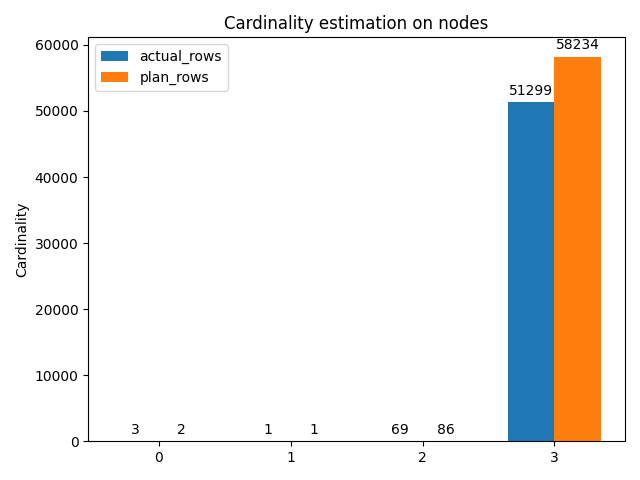 Cardinality estimation on nodes
actual_rows
plan_rows
Cardinality
60000
50000
40000
30000
20000
10000
0
3 2 1 1 69 86 51299 58234
0 1 2 3